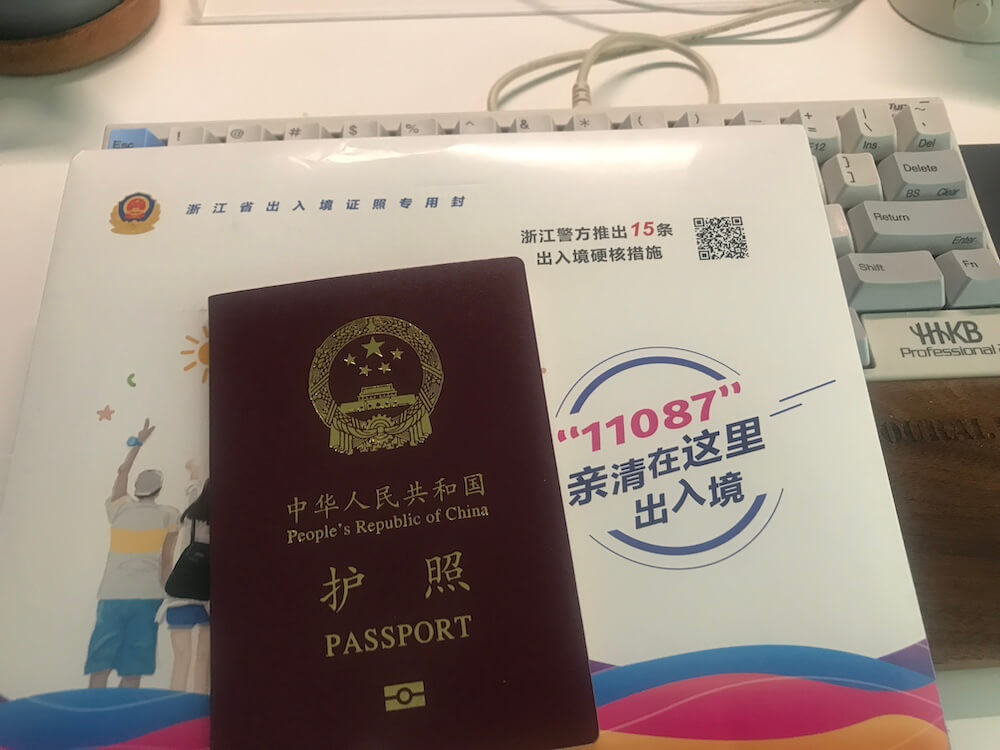 Esc ! @ # $ % ^ & * ( ) — + = F12 | \ Ins ~ ` Del
} ] Delete BS Clear
Return Enter
Shift Fn
HHKB
Professional
浙江省出入境证照专用封
浙江警方推出15条
出入境硬核措施
“11087”
亲清在这里
出入境
中华人民共和国
People's Republic of China
护照
PASSPORT